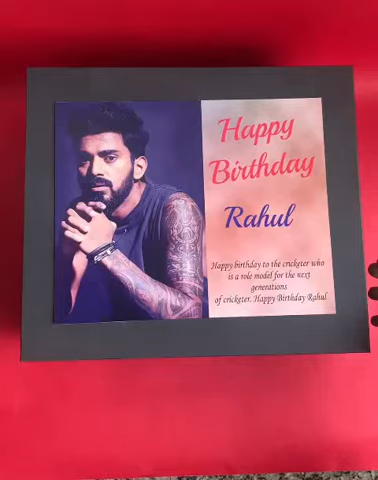 Happy
Birthday
Rahul
Happy birthday to the cricketer who
is a role model for the next
generations
of cricketer. Happy Birthday Rahul